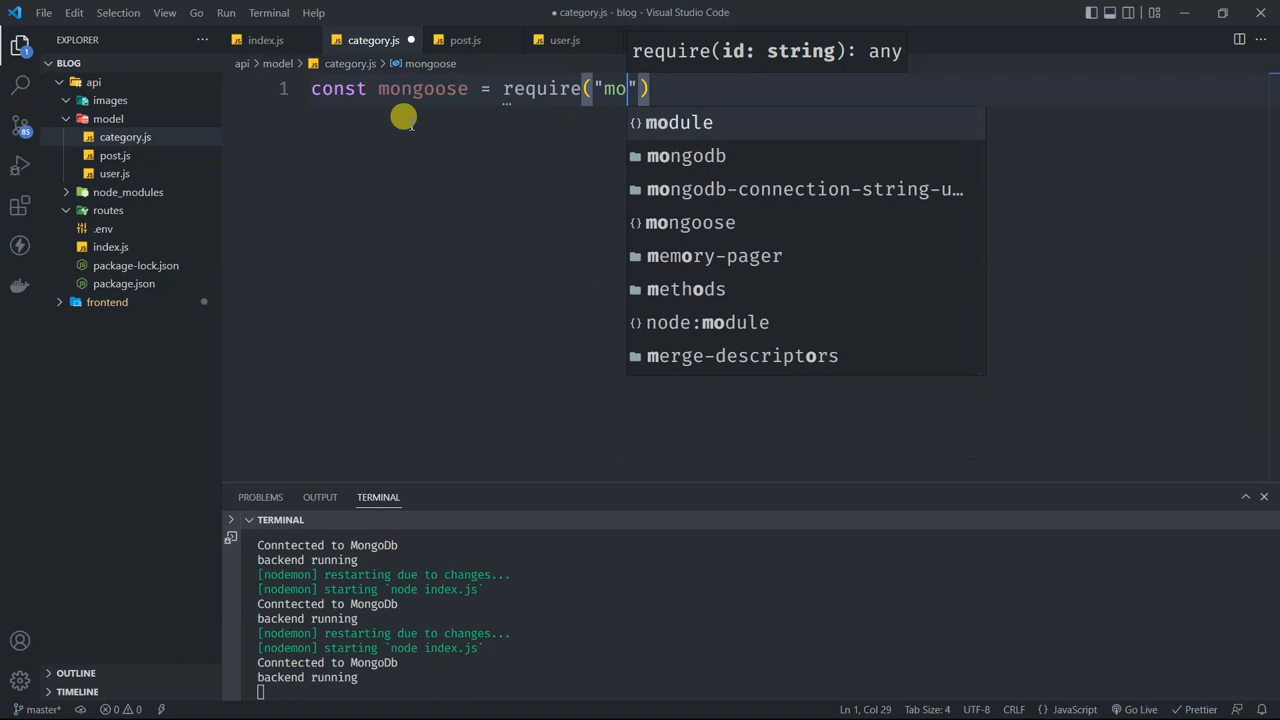 File Edit Selection View Go Run Terminal Help
● category.js - blog - Visual Studio Code
EXPLORER ...
BLOG
api
images
model
category.js
post.js
user.js
node_modules
routes
.env
index.js
package-lock.json
package.json
frontend
OUTLINE
TIMELINE
1
85
index.js
category.js ●
post.js
user.js
api > model > category.js > mongoose
1 const mongoose = require("mo")
require(id: string): any
module
mongodb
mongodb-connection-string-u…
mongoose
memory-pager
methods
node:module
merge-descriptors
PROBLEMS OUTPUT TERMINAL
TERMINAL
Conntected to MongoDb
backend running
[nodemon] restarting due to changes...
[nodemon] starting `node index.js`
Conntected to MongoDb
backend running
[nodemon] restarting due to changes...
[nodemon] starting `node index.js`
Conntected to MongoDb
backend running
master* 0 0 Ln 1, Col 29 Tab Size: 4 UTF-8 CRLF {} JavaScript Go Live Prettier